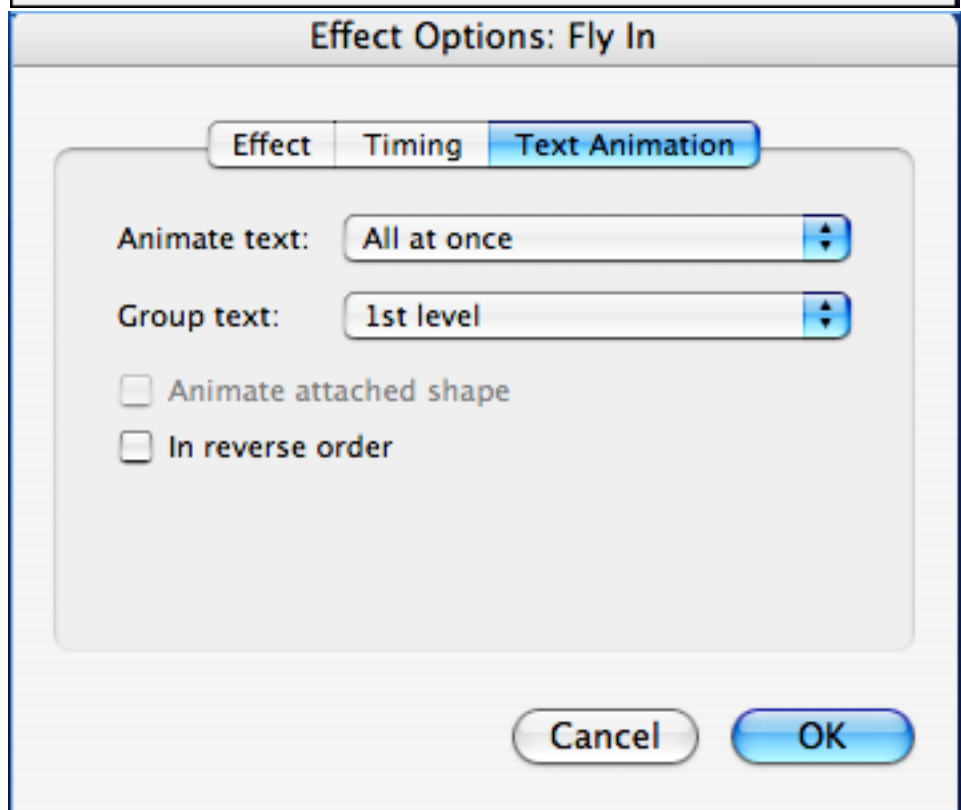 Effect Options: Fly In
Effect Timing Text Animation
Animate text: All at once
Group text: 1st level
Animate attached shape
In reverse order
Cancel OK